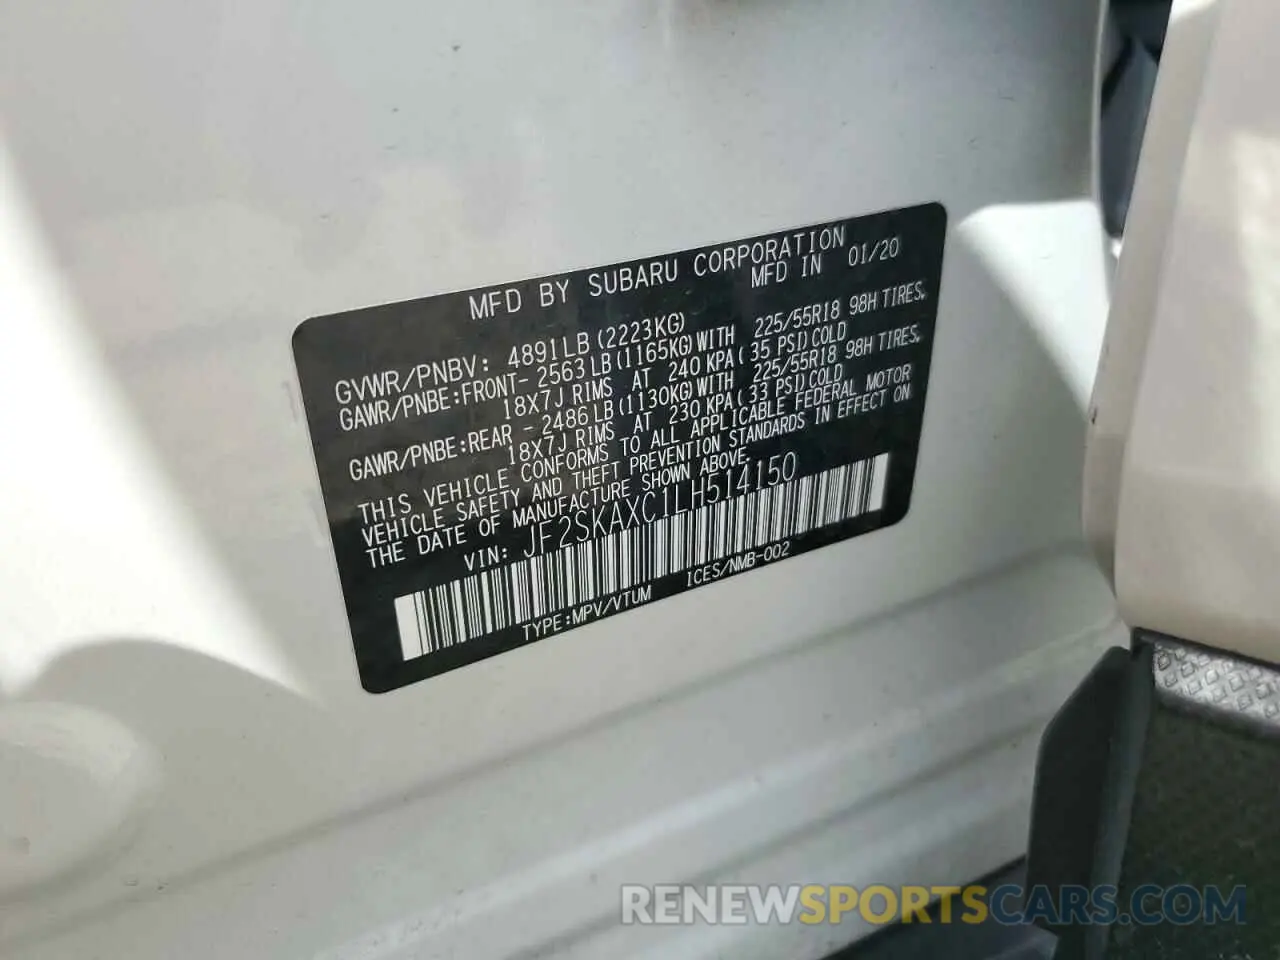 MFD BY SUBARU CORPORATION
MFD IN 01/20
GVWR/PNBV: 4891LB (2223KG)
GAWR/PNBE:FRONT- 2563LB (1165KG)WITH 225/55R18 98H TIRES,
18X7J RIMS AT 240 KPA( 35 PSI)COLD
GAWR/PNBE:REAR - 2486LB (1130KG)WITH 225/55R18 98H TIRES,
18X7J RIMS AT 230 KPA( 33 PSI)COLD
THIS VEHICLE CONFORMS TO ALL APPLICABLE FEDERAL MOTOR
VEHICLE SAFETY AND THEFT PREVENTION STANDARDS IN EFFECT ON
THE DATE OF MANUFACTURE SHOWN ABOVE.
VIN: JF2SKAXC1LH514150
TYPE:MPV/VTUM ICES/NMB-002
RENEWSPORTSCARS.COM